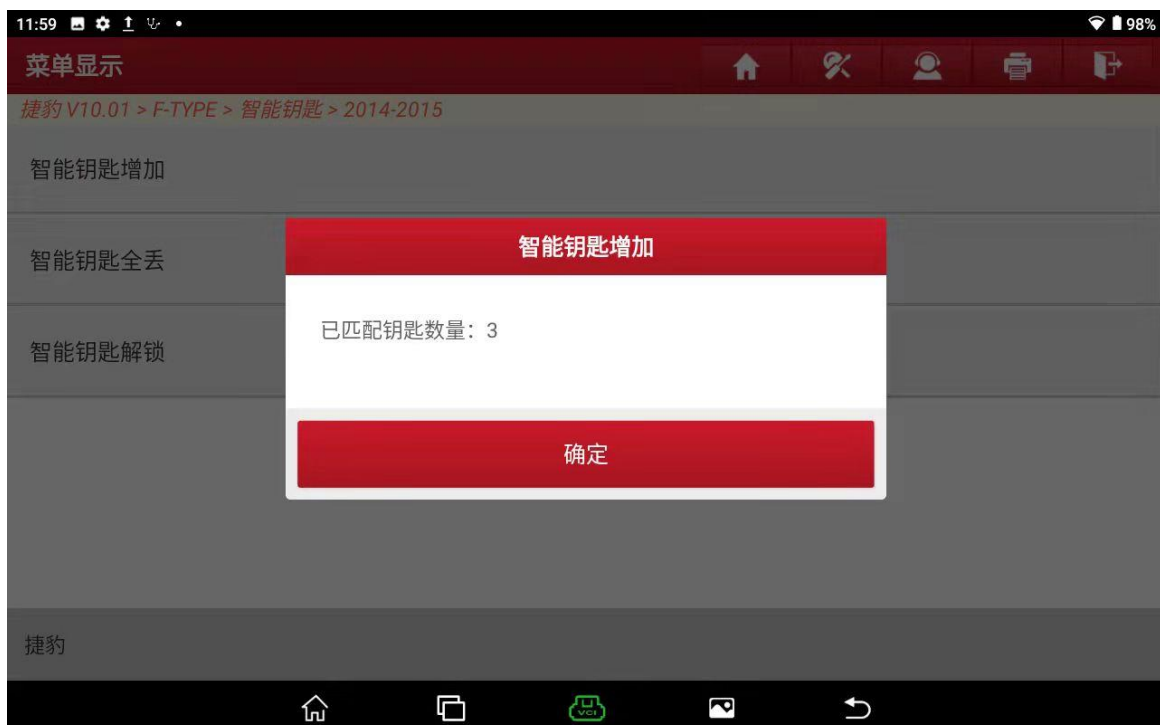 11:59
98%
菜单显示
捷豹 V10.01 > F-TYPE > 智能钥匙 > 2014-2015
智能钥匙增加
智能钥匙全丢
智能钥匙解锁
智能钥匙增加
已匹配钥匙数量：3
确定
捷豹
VCI